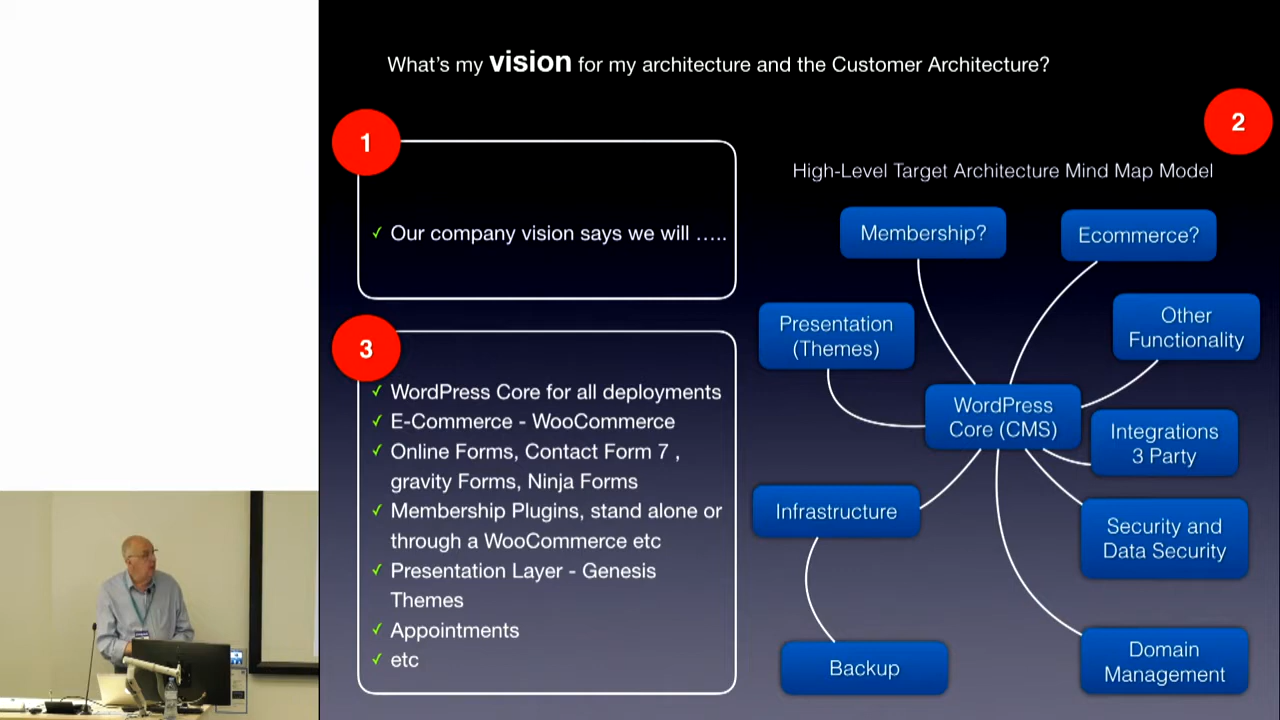 What's my vision for my architecture and the Customer Architecture?
1
✓ Our company vision says we will …..
2
High-Level Target Architecture Mind Map Model
Membership?
Ecommerce?
Presentation
(Themes)
Other
Functionality
WordPress
Core (CMS)
Integrations
3 Party
Infrastructure
Security and
Data Security
Backup
Domain
Management
3
✓ WordPress Core for all deployments
✓ E-Commerce - WooCommerce
✓ Online Forms, Contact Form 7 ,
gravity Forms, Ninja Forms
✓ Membership Plugins, stand alone or
through a WooCommerce etc
✓ Presentation Layer - Genesis
Themes
✓ Appointments
✓ etc